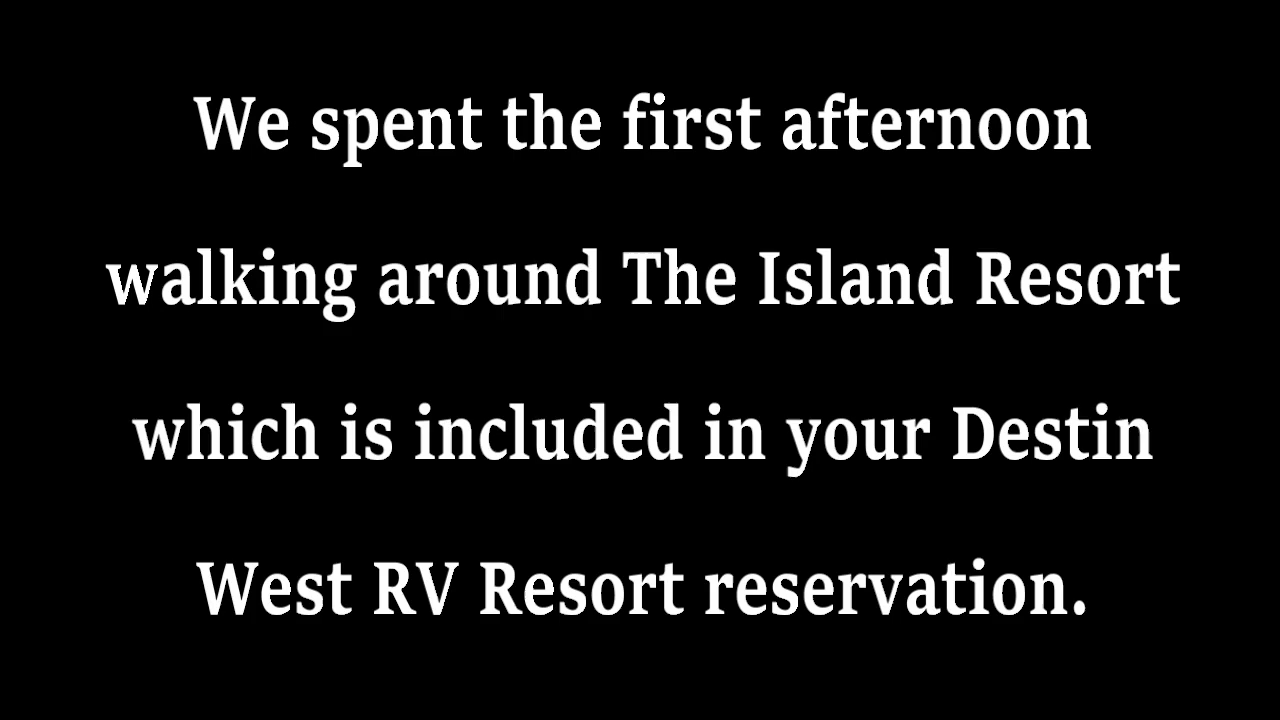 We spent the first afternoon
walking around The Island Resort
which is included in your Destin
West RV Resort reservation.